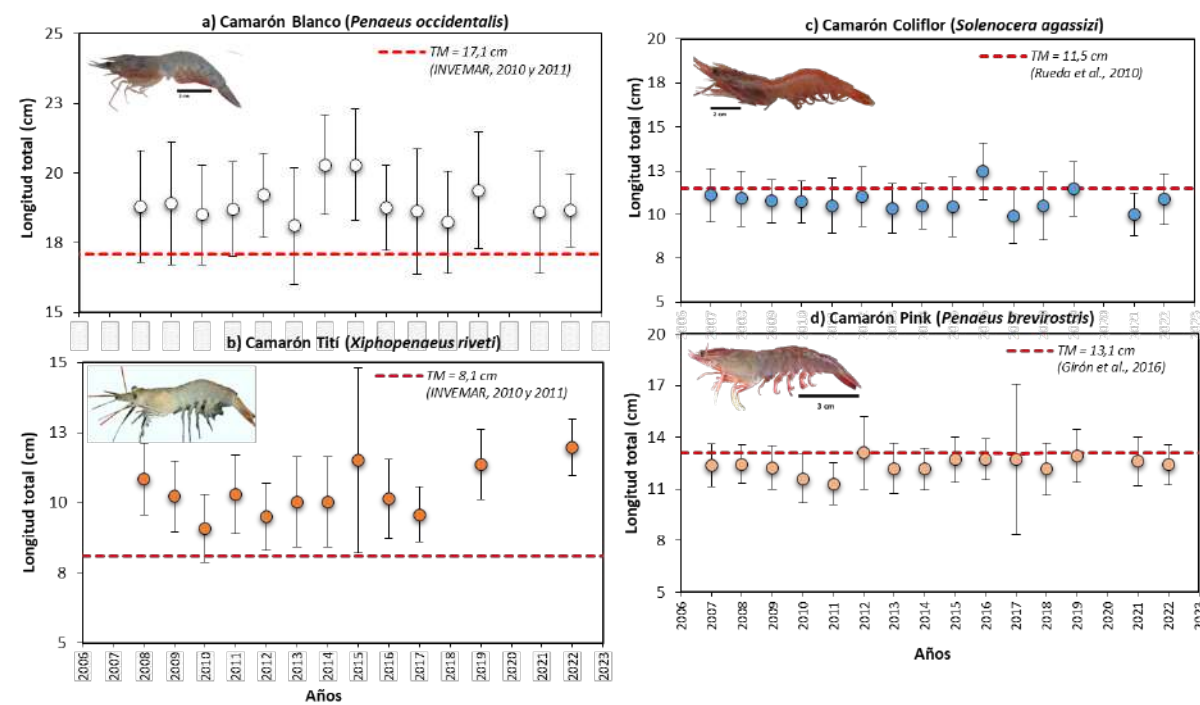 a) Camarón Blanco (Penaeus occidentalis)
25
23
20
18
15
Longitud total (cm)
TM = 17,1 cm
(INVEMAR, 2010 y 2011)
b) Camarón Tití (Xiphopenaeus riveti)
15
13
10
8
5
Longitud total (cm)
TM = 8,1 cm
(INVEMAR, 2010 y 2011)
2006
2007
2008
2009
2010
2011
2012
2013
2014
2015
2016
2017
2018
2019
2020
2021
2022
2023
Años
c) Camarón Coliflor (Solenocera agassizi)
20
18
15
13
10
8
5
Longitud total (cm)
TM = 11,5 cm
(Rueda et al., 2010)
2 cm
d) Camarón Pink (Penaeus brevirostris)
20
17
14
11
8
5
Longitud total (cm)
TM = 13,1 cm
(Girón et al., 2016)
3 cm
2006
2007
2008
2009
2010
2011
2012
2013
2014
2015
2016
2017
2018
2019
2020
2021
2022
2023
Años